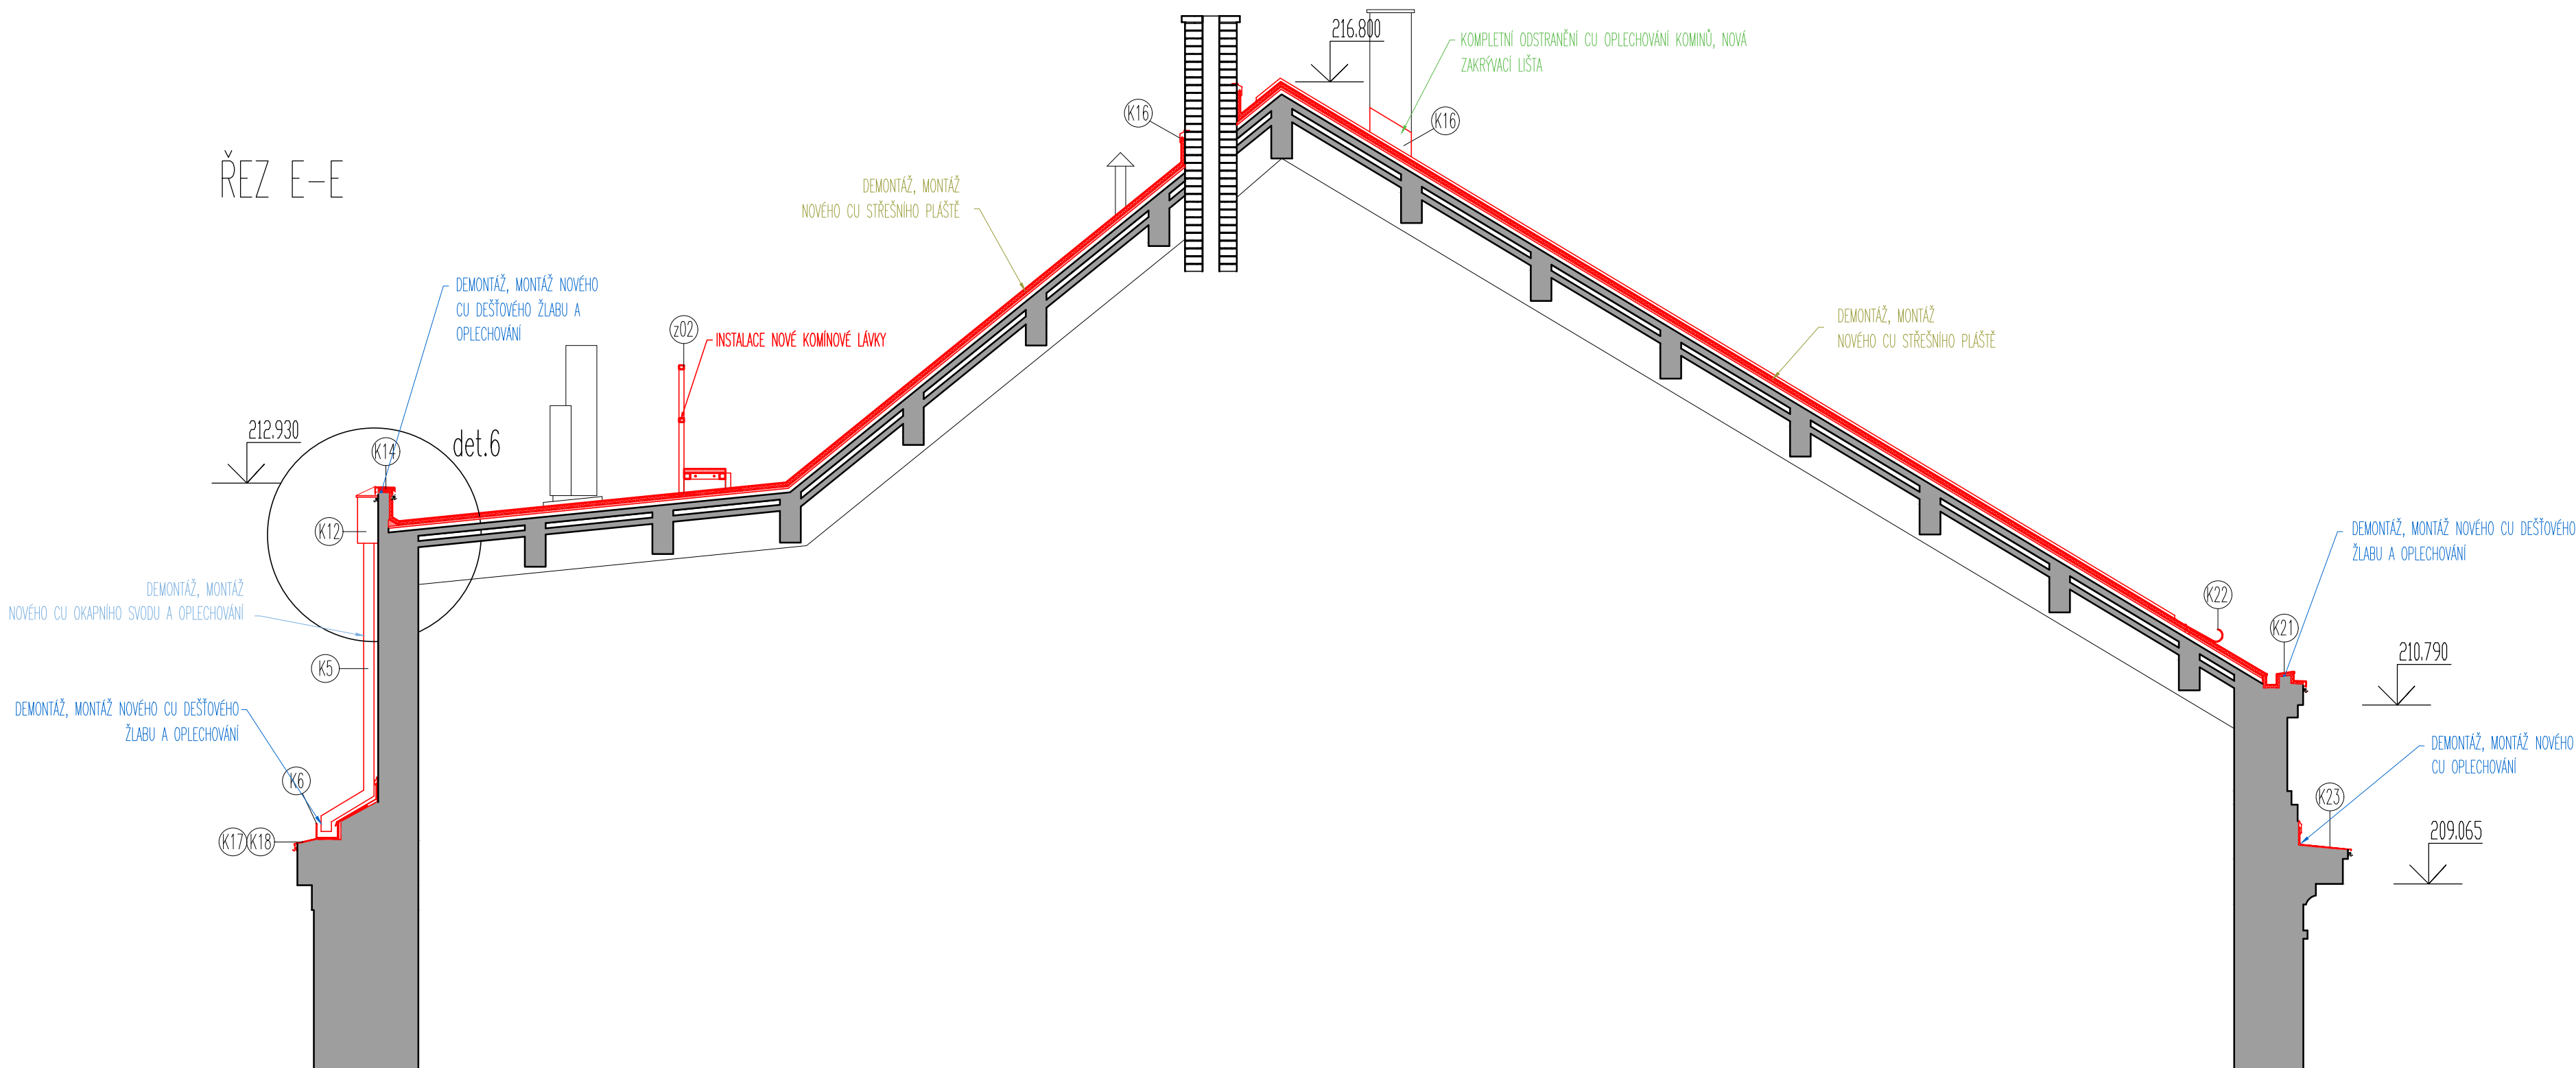 216.800
KOMPLETNÍ ODSTRANĚNÍ CU OPLECHOVÁNÍ KOMINŮ, NOVÁ
ZAKRÝVACÍ LIŠTA
K16
K16
ŘEZ E-E
DEMONTÁŽ, MONTÁŽ
NOVÉHO CU STŘEŠNÍHO PLÁŠTĚ
DEMONTÁŽ, MONTÁŽ NOVÉHO
CU DEŠŤOVÉHO ŽLABU A
OPLECHOVÁNÍ
z02
INSTALACE NOVÉ KOMÍNOVÉ LÁVKY
DEMONTÁŽ, MONTÁŽ
NOVÉHO CU STŘEŠNÍHO PLÁŠTĚ
212.930
K14
det.6
K12
DEMONTÁŽ, MONTÁŽ NOVÉHO CU DEŠŤOVÉHO
ŽLABU A OPLECHOVÁNÍ
DEMONTÁŽ, MONTÁŽ
NOVÉHO CU OKAPNÍHO SVODU A OPLECHOVÁNÍ
K22
K21
210.790
K5
DEMONTÁŽ, MONTÁŽ NOVÉHO CU DEŠŤOVÉHO
ŽLABU A OPLECHOVÁNÍ
DEMONTÁŽ, MONTÁŽ NOVÉHO
CU OPLECHOVÁNÍ
K6
K23
K17 K18
209.065